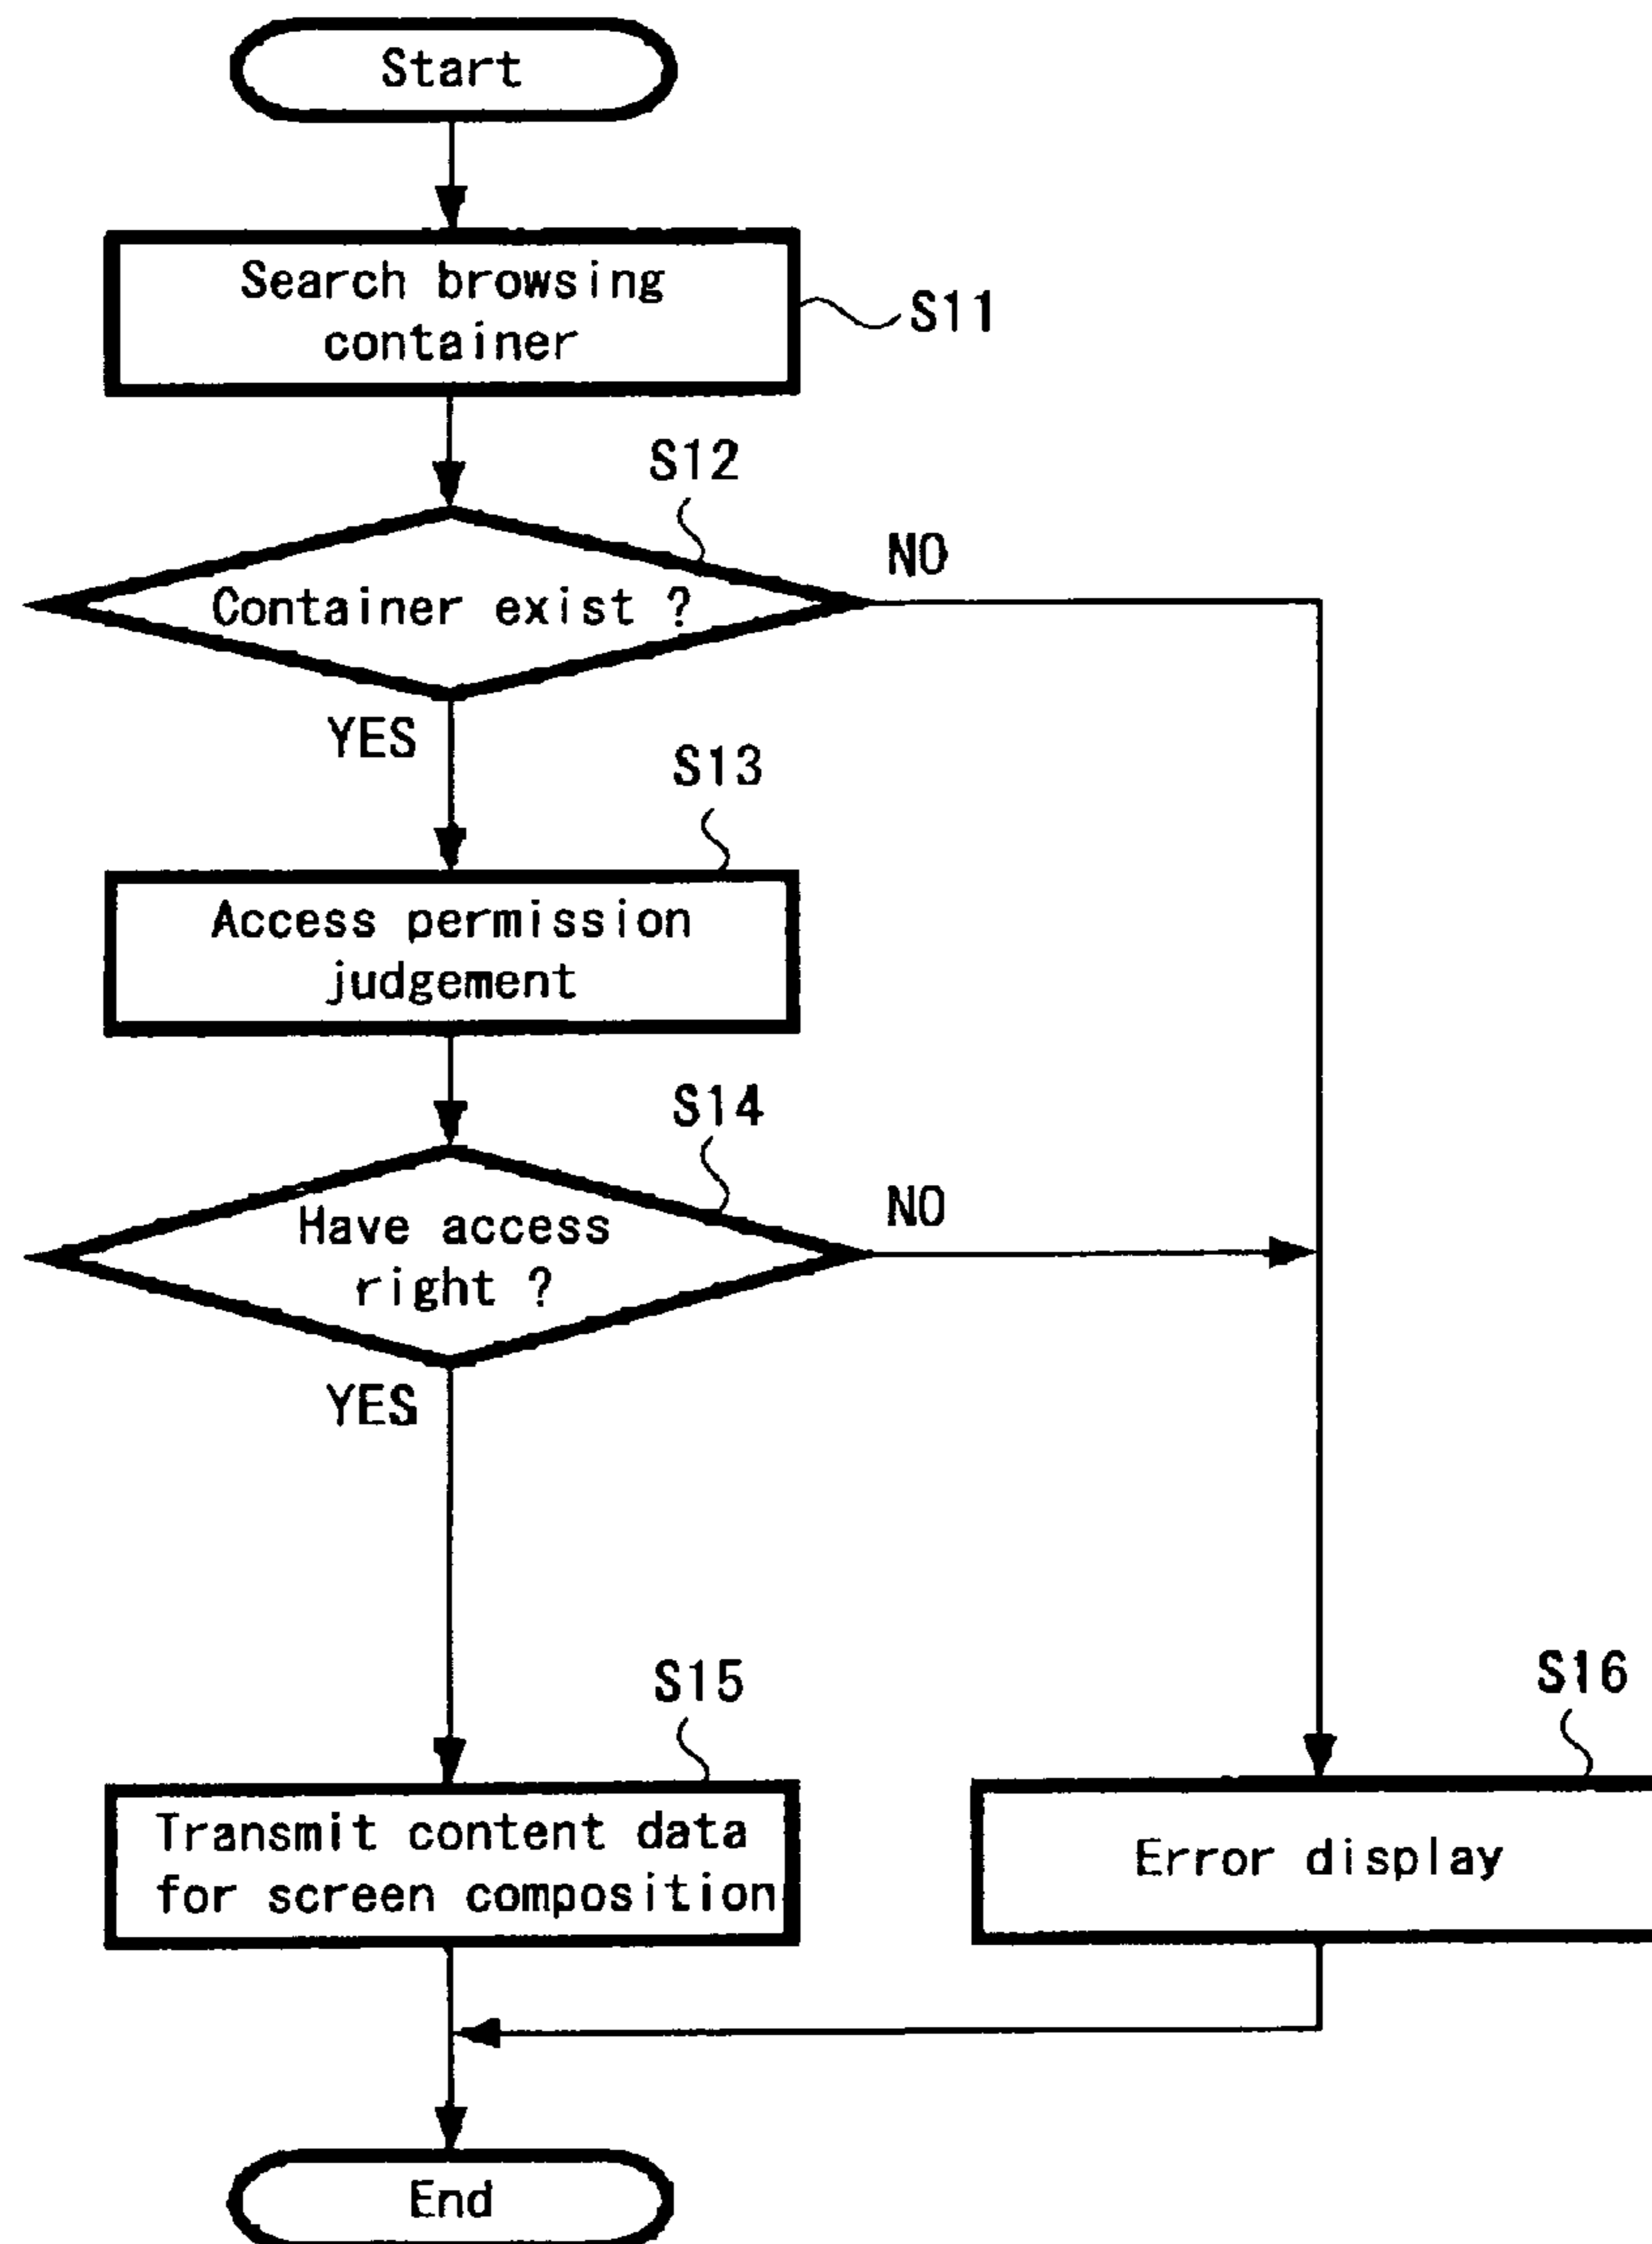 Start
Search browsing
container
S11
S12
Container exist ?
NO
YES
S13
Access permission
judgement
S14
Have access
right ?
NO
YES
S15
Transmit content data
for screen composition
S16
Error display
End